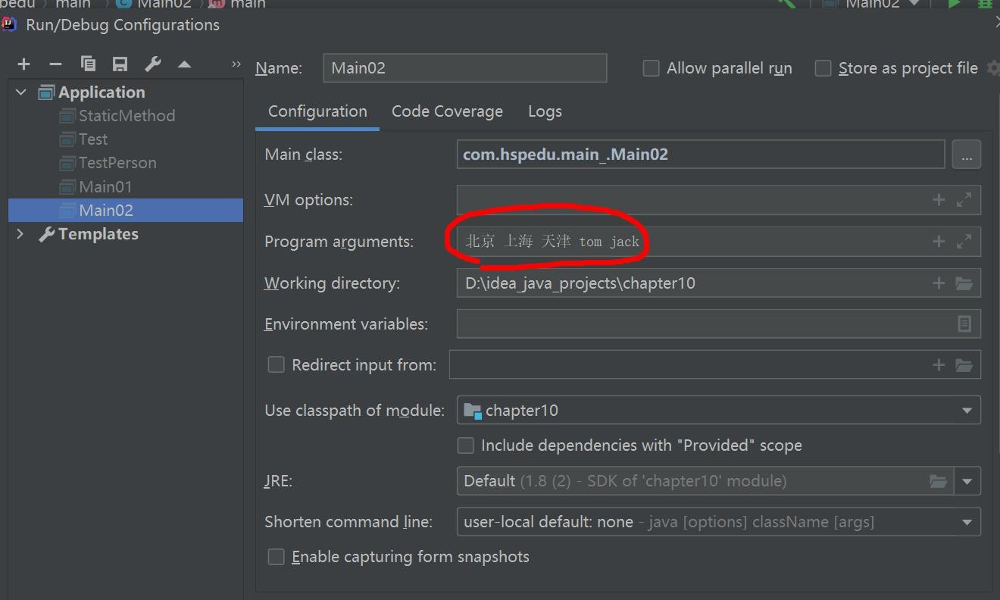 main Main02 main Main02
Run/Debug Configurations
Name: Main02 Allow parallel run Store as project file
Application
StaticMethod
Test
TestPerson
Main01
Main02
Templates
Configuration Code Coverage Logs
Main class: com.hspedu.main_.Main02 ...
VM options:
Program arguments: 北京 上海 天津 tom jack
Working directory: D:\idea_java_projects\chapter10
Environment variables:
Redirect input from:
Use classpath of module: chapter10
Include dependencies with "Provided" scope
JRE: Default (1.8 (2) - SDK of 'chapter10' module)
Shorten command line: user-local default: none - java [options] className [args]
Enable capturing form snapshots